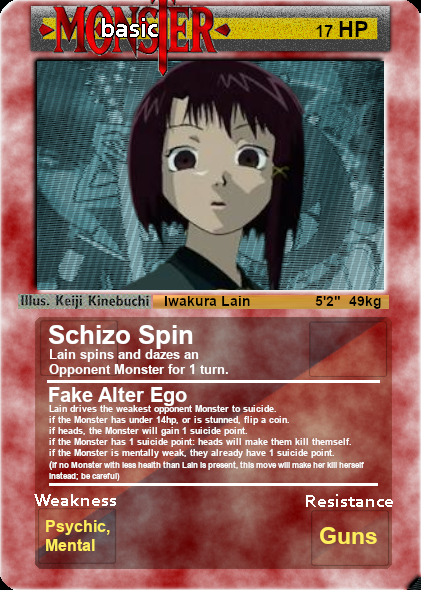 MONSTER
basic
17 HP
Illus. Keiji Kinebuchi
Iwakura Lain 5'2" 49kg
Schizo Spin
Lain spins and dazes an
Opponent Monster for 1 turn.
Fake Alter Ego
Lain drives the weakest opponent Monster to suicide.
if the Monster has under 14hp, or is stunned, flip a coin.
if heads, the Monster will gain 1 suicide point.
if the Monster has 1 suicide point: heads will make them kill themself.
if the Monster is mentally weak, they already have 1 suicide point.
(if no Monster with less health than Lain is present, this move will make her kill herself
instead; be careful)
Weakness
Resistance
Psychic,
Mental
Guns